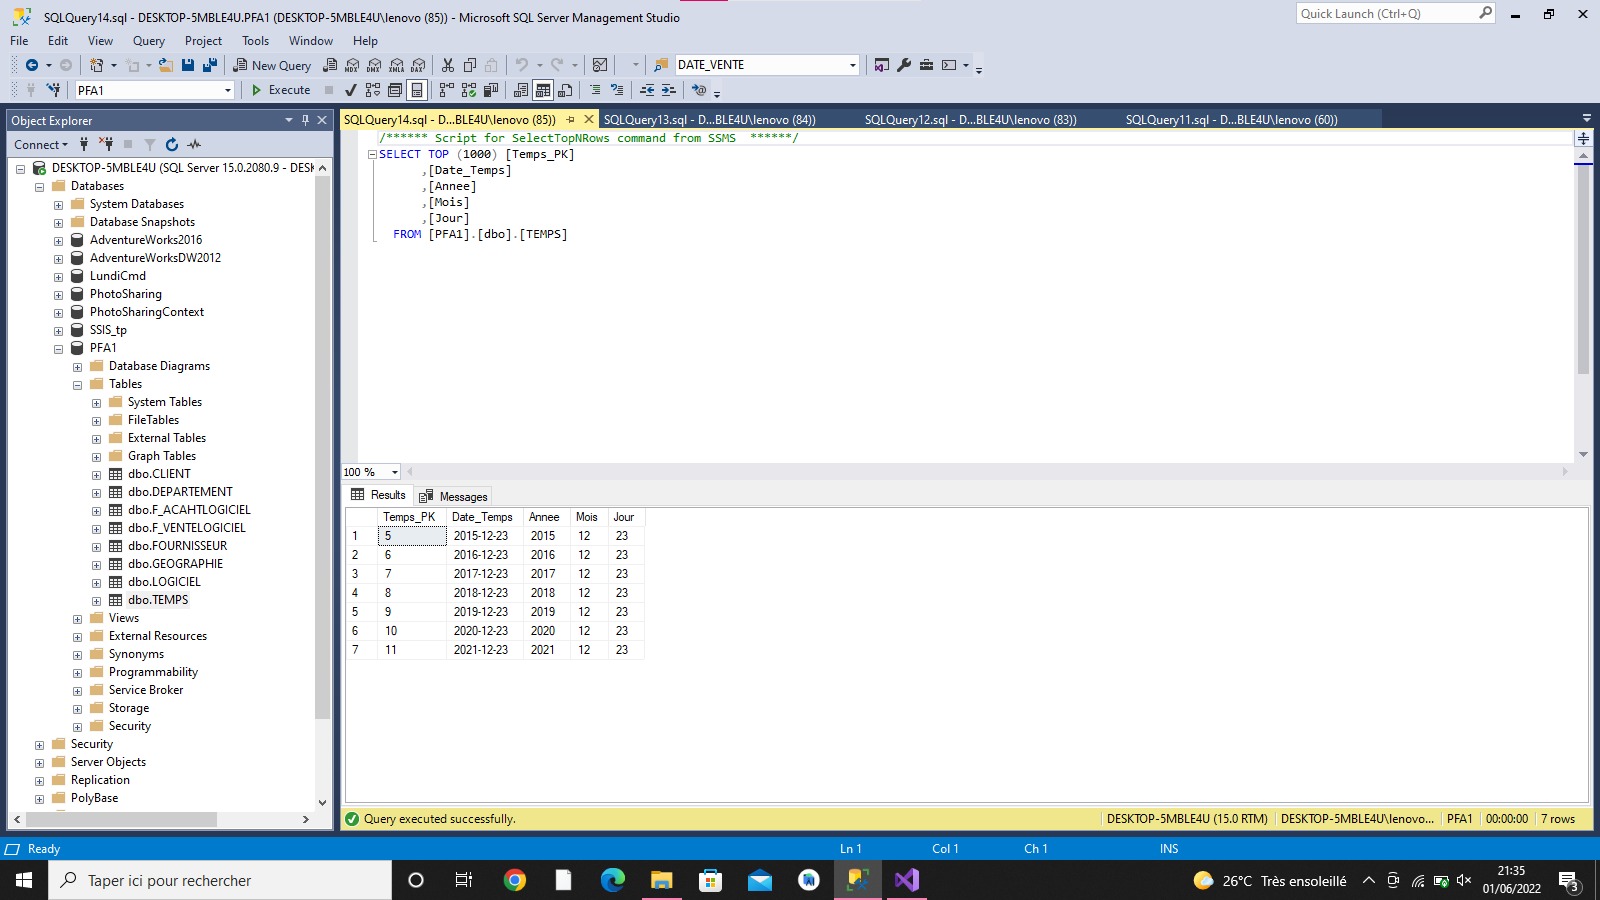 SQLQuery14.sql - DESKTOP-5MBLE4U.PFA1 (DESKTOP-5MBLE4U\lenovo (85)) - Microsoft SQL Server Management Studio
Quick Launch (Ctrl+Q)
File Edit View Query Project Tools Window Help
New Query MDX DMX XMLA DAX DATE_VENTE
PFA1 Execute
Object Explorer
Connect
DESKTOP-5MBLE4U (SQL Server 15.0.2080.9 - DESK
Databases
System Databases
Database Snapshots
AdventureWorks2016
AdventureWorksDW2012
LundiCmd
PhotoSharing
PhotoSharingContext
SSIS_tp
PFA1
Database Diagrams
Tables
System Tables
FileTables
External Tables
Graph Tables
dbo.CLIENT
dbo.DEPARTEMENT
dbo.F_ACAHTLOGICIEL
dbo.F_VENTELOGICIEL
dbo.FOURNISSEUR
dbo.GEOGRAPHIE
dbo.LOGICIEL
dbo.TEMPS
Views
External Resources
Synonyms
Programmability
Service Broker
Storage
Security
Security
Server Objects
Replication
PolyBase
SQLQuery14.sql - D...BLE4U\lenovo (85)) SQLQuery13.sql - D...BLE4U\lenovo (84)) SQLQuery12.sql - D...BLE4U\lenovo (83)) SQLQuery11.sql - D...BLE4U\lenovo (60))
/****** Script for SelectTopNRows command from SSMS ******/
SELECT TOP (1000) [Temps_PK]
,[Date_Temps]
,[Annee]
,[Mois]
,[Jour]
FROM [PFA1].[dbo].[TEMPS]
100 %
Results Messages
Temps_PK Date_Temps Annee Mois Jour
1 5 2015-12-23 2015 12 23
2 6 2016-12-23 2016 12 23
3 7 2017-12-23 2017 12 23
4 8 2018-12-23 2018 12 23
5 9 2019-12-23 2019 12 23
6 10 2020-12-23 2020 12 23
7 11 2021-12-23 2021 12 23
Query executed successfully. DESKTOP-5MBLE4U (15.0 RTM) DESKTOP-5MBLE4U\lenovo... PFA1 00:00:00 7 rows
Ready Ln 1 Col 1 Ch 1 INS
Taper ici pour rechercher 26°C Très ensoleillé 21:35
01/06/2022 3